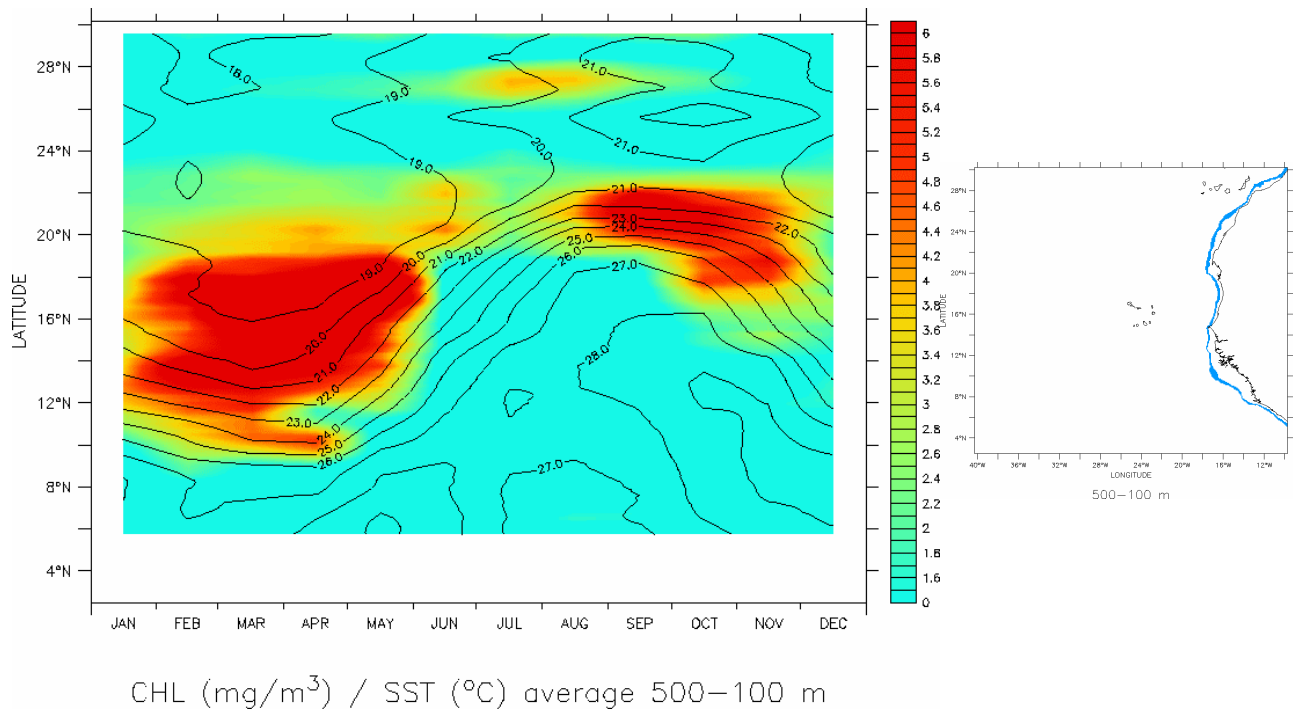 28°N
24°N
20°N
16°N
12°N
8°N
4°N
LATITUDE
JAN FEB MAR APR MAY JUN JUL AUG SEP OCT NOV DEC
18.0
19.0
21.0
19.0
20.0
21.0
21.0
23.0
24.0
25.0
26.0
27.0
22.0
19.0
20.0
21.0
22.0
20.0
21.0
22.0
23.0
24.0
25.0
26.0
28.0
27.0
6
5.8
5.6
5.4
5.2
5
4.8
4.6
4.4
4.2
4
3.8
3.6
3.4
3.2
3
2.8
2.6
2.4
2.2
2
1.8
1.6
0
CHL (mg/m³) / SST (°C) average 500-100 m
28°N
24°N
20°N
16°N
12°N
8°N
4°N
LATITUDE
40°W 36°W 32°W 28°W 24°W 20°W 16°W 12°W
LONGITUDE
500-100 m